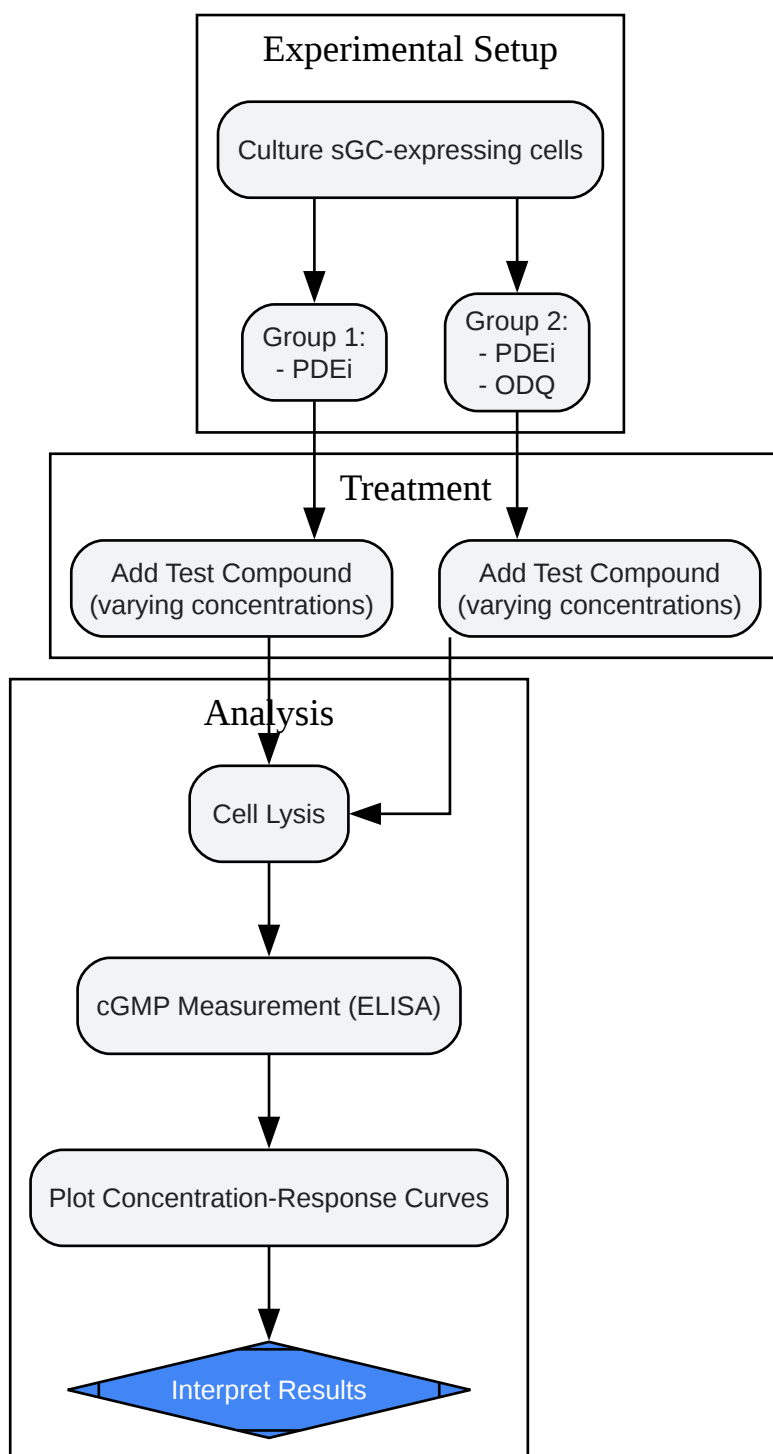 Experimental Setup
Culture sGC-expressing cells
Group 1:
- PDEi
Group 2:
- PDEi
- ODQ
Treatment
Add Test Compound
(varying concentrations)
Add Test Compound
(varying concentrations)
Analysis
Cell Lysis
cGMP Measurement (ELISA)
Plot Concentration-Response Curves
Interpret Results